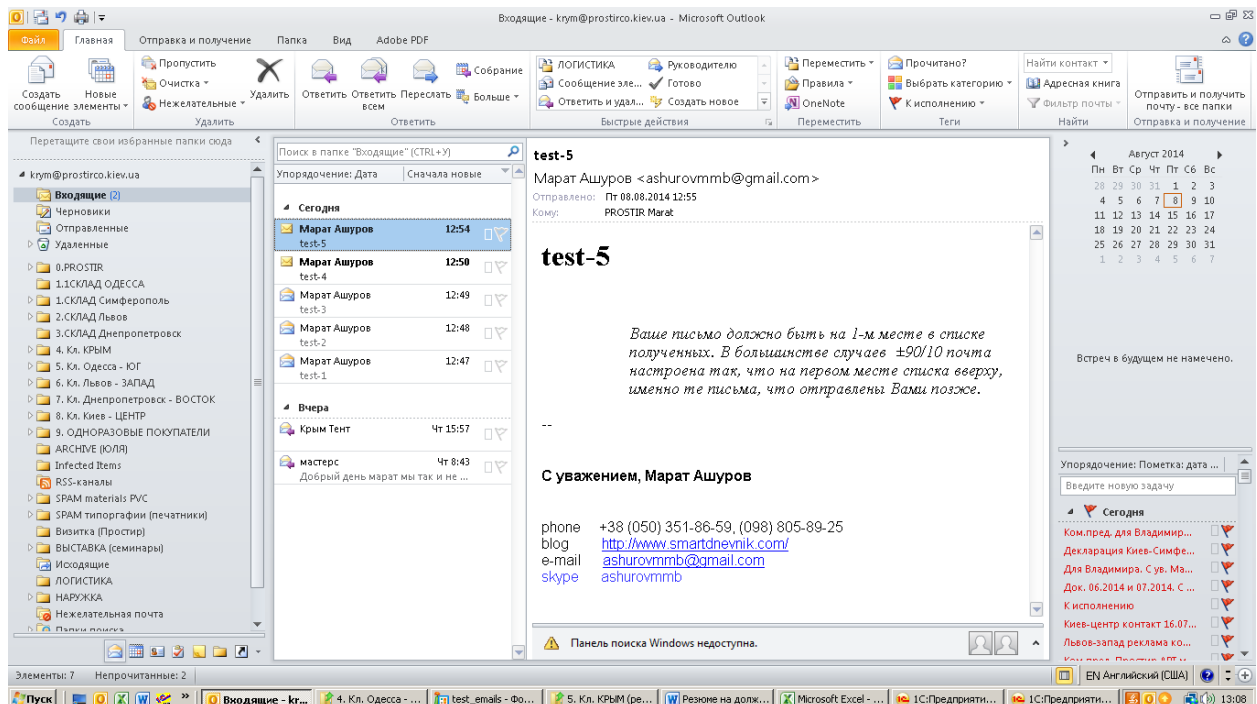 Входящие - krym@prostirco.kiev.ua - Microsoft Outlook
Файл Главная Отправка и получение Папка Вид Adobe PDF
Создать сообщение
Новые элементы
Создать
Пропустить
Очистка
Нежелательные
Удалить
Удалить
Ответить
Ответить всем
Переслать
Собрание
Больше
Ответить
ЛОГИСТИКА
Сообщение эле...
Ответить и удал...
Руководителю
Готово
Создать новое
Быстрые действия
Переместить
Правила
OneNote
Переместить
Прочитано?
Выбрать категорию
К исполнению
Теги
Найти контакт
Адресная книга
Фильтр почты
Найти
Отправить и получить
почту - все папки
Отправка и получение
Перетащите свои избранные папки сюда
krym@prostirco.kiev.ua
Входящие (2)
Черновики
Отправленные
Удаленные
0.PROSTIR
1.1СКЛАД ОДЕССА
1.СКЛАД Симферополь
2.СКЛАД Львов
3.СКЛАД Днепропетровск
4. Кл. КРЫМ
5. Кл. Одесса - ЮГ
6. Кл. Львов - ЗАПАД
7. Кл. Днепропетровск - ВОСТОК
8. Кл. Киев - ЦЕНТР
9. ОДНОРАЗОВЫЕ ПОКУПАТЕЛИ
ARCHIVE (ЮЛЯ)
Infected Items
RSS-каналы
SPAM materials PVC
SPAM типоргафии (печатники)
Визитка (Простир)
ВЫСТАВКА (семинары)
Исходящие
ЛОГИСТИКА
НАРУЖКА
Нежелательная почта
Папки поиска
Поиск в папке "Входящие" (CTRL+У)
Упорядочение: Дата Сначала новые
Сегодня
Марат Ашуров 12:54
test-5
Марат Ашуров 12:50
test-4
Марат Ашуров 12:49
test-3
Марат Ашуров 12:48
test-2
Марат Ашуров 12:47
test-1
Вчера
Крым Тент Чт 15:57
мастерс Чт 8:43
Добрый день марат мы так и не ...
test-5
Марат Ашуров <ashurovmmb@gmail.com>
Отправлено: Пт 08.08.2014 12:55
Кому: PROSTIR Marat
test-5
Ваше письмо должно быть на 1-м месте в списке
полученных. В большинстве случаев ±90/10 почта
настроена так, что на первом месте списка вверху,
именно те письма, что отправлены Вами позже.
--
С уважением, Марат Ашуров
phone +38 (050) 351-86-59, (098) 805-89-25
blog http://www.smartdnevnik.com/
e-mail ashurovmmb@gmail.com
skype ashurovmmb
Панель поиска Windows недоступна.
Август 2014
Пн Вт Ср Чт Пт Сб Вс
28 29 30 31 1 2 3
4 5 6 7 8 9 10
11 12 13 14 15 16 17
18 19 20 21 22 23 24
25 26 27 28 29 30 31
1 2 3 4 5 6 7
Встреч в будущем не намечено.
Упорядочение: Пометка: дата ...
Введите новую задачу
Сегодня
Ком.пред. для Владимир...
Декларация Киев-Симфе...
Для Владимира. С ув. Ма...
Док. 06.2014 и 07.2014. С ...
К исполнению
Киев-центр контакт 16.07...
Львов-запад реклама ко...
Элементы: 7 Непрочитанные: 2
EN Английский (США)
Пуск
Входящие - kr...
4. Кл. Одесса - ...
test_emails - Фо...
5. Кл. КРЫМ (ре...
Резюме на долж...
Microsoft Excel - ...
1С:Предприяти...
1С:Предприяти...
13:08